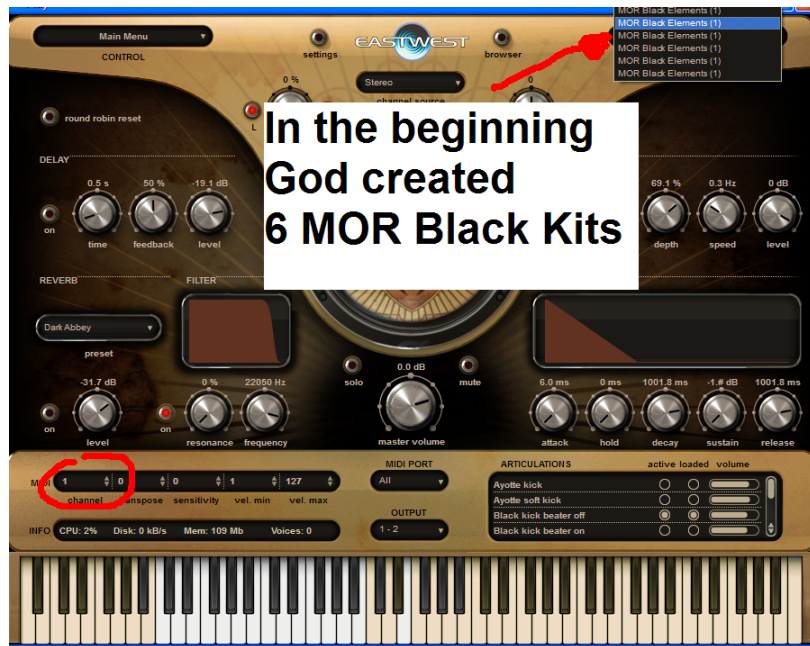 MOR Black Elements (1)
MOR Black Elements (1)
MOR Black Elements (1)
MOR Black Elements (1)
MOR Black Elements (1)
MOR Black Elements (1)
Main Menu
CONTROL
settings
EASTWEST
browser
0 %
Stereo
0
channel source
L
round robin reset
In the beginning
God created
6 MOR Black Kits
DELAY
0.5 s 50 % -19.1 dB
69.1 % 0.3 Hz 0 dB
on
time feedback level
depth speed level
REVERB
FILTER
Dark Abbey
preset
solo
0.0 dB
mute
-31.7 dB 0 % 22050 Hz
6.0 ms 0 ms 1001.8 ms -1.# dB 1001.8 ms
on
on
level resonance frequency
master volume
attack hold decay sustain release
MIDI PORT
ARTICULATIONS active loaded volume
1 0 0 1 127
All
channel sensitivity vel. min vel. max
Ayotte kick
Ayotte soft kick
OUTPUT
Black kick beater off
INFO CPU: 2% Disk: 0 kB/s Mem: 109 Mb Voices: 0
1 - 2
Black kick beater on